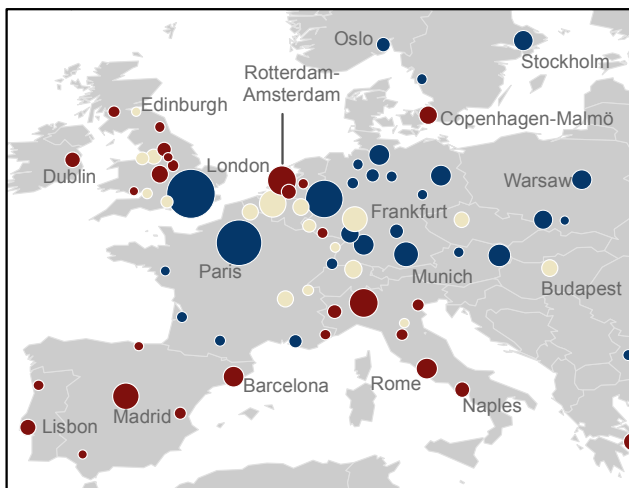 Oslo
Stockholm
Rotterdam-
Amsterdam
Edinburgh
Copenhagen-Malmö
London
Dublin
Warsaw
Frankfurt
Paris
Munich
Budapest
Barcelona
Rome
Madrid
Naples
Lisbon